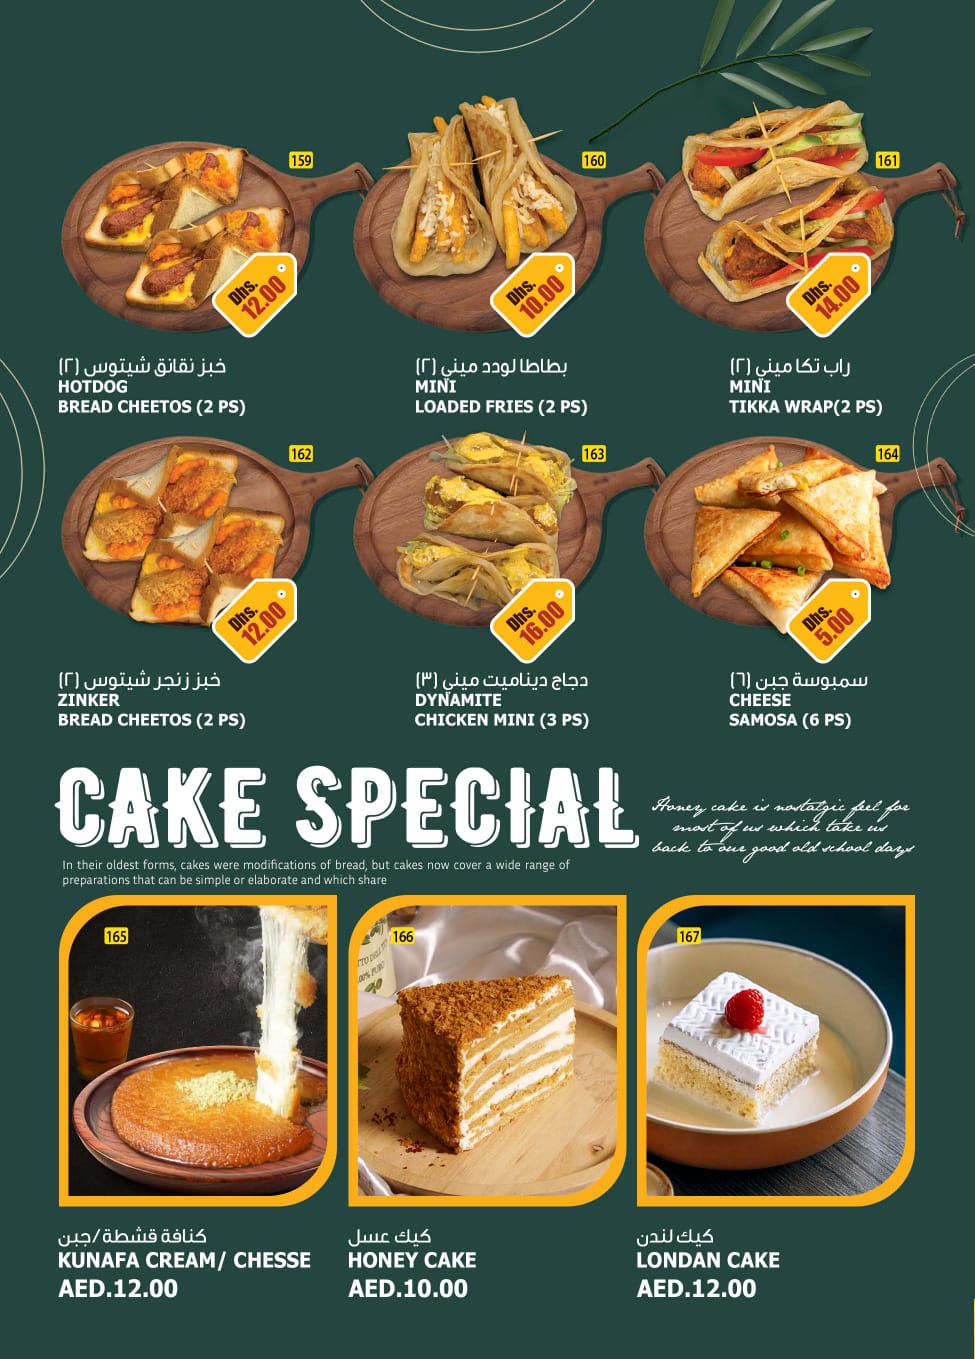 159
Dhs.
12.00
خبز نقانق شيتوس (٢)
HOTDOG
BREAD CHEETOS (2 PS)
160
Dhs.
10.00
بطاطا لودد ميني (٢)
MINI
LOADED FRIES (2 PS)
161
Dhs.
14.00
راب تكا ميني (٢)
MINI
TIKKA WRAP(2 PS)
162
Dhs.
12.00
خبز زنجر شيتوس (٢)
ZINKER
BREAD CHEETOS (2 PS)
163
Dhs.
16.00
دجاج ديناميت ميني (٣)
DYNAMITE
CHICKEN MINI (3 PS)
164
Dhs.
5.00
سمبوسة جبن (٦)
CHEESE
SAMOSA (6 PS)
CAKE SPECIAL
In their oldest forms, cakes were modifications of bread, but cakes now cover a wide range of
preparations that can be simple or elaborate and which share
Honey cake is nostalgic feel for
most of us which take us
back to our good old school days
165
كنافة قشطة/جبن
KUNAFA CREAM/ CHESSE
AED.12.00
166
كيك عسل
HONEY CAKE
AED.10.00
167
كيك لندن
LONDAN CAKE
AED.12.00